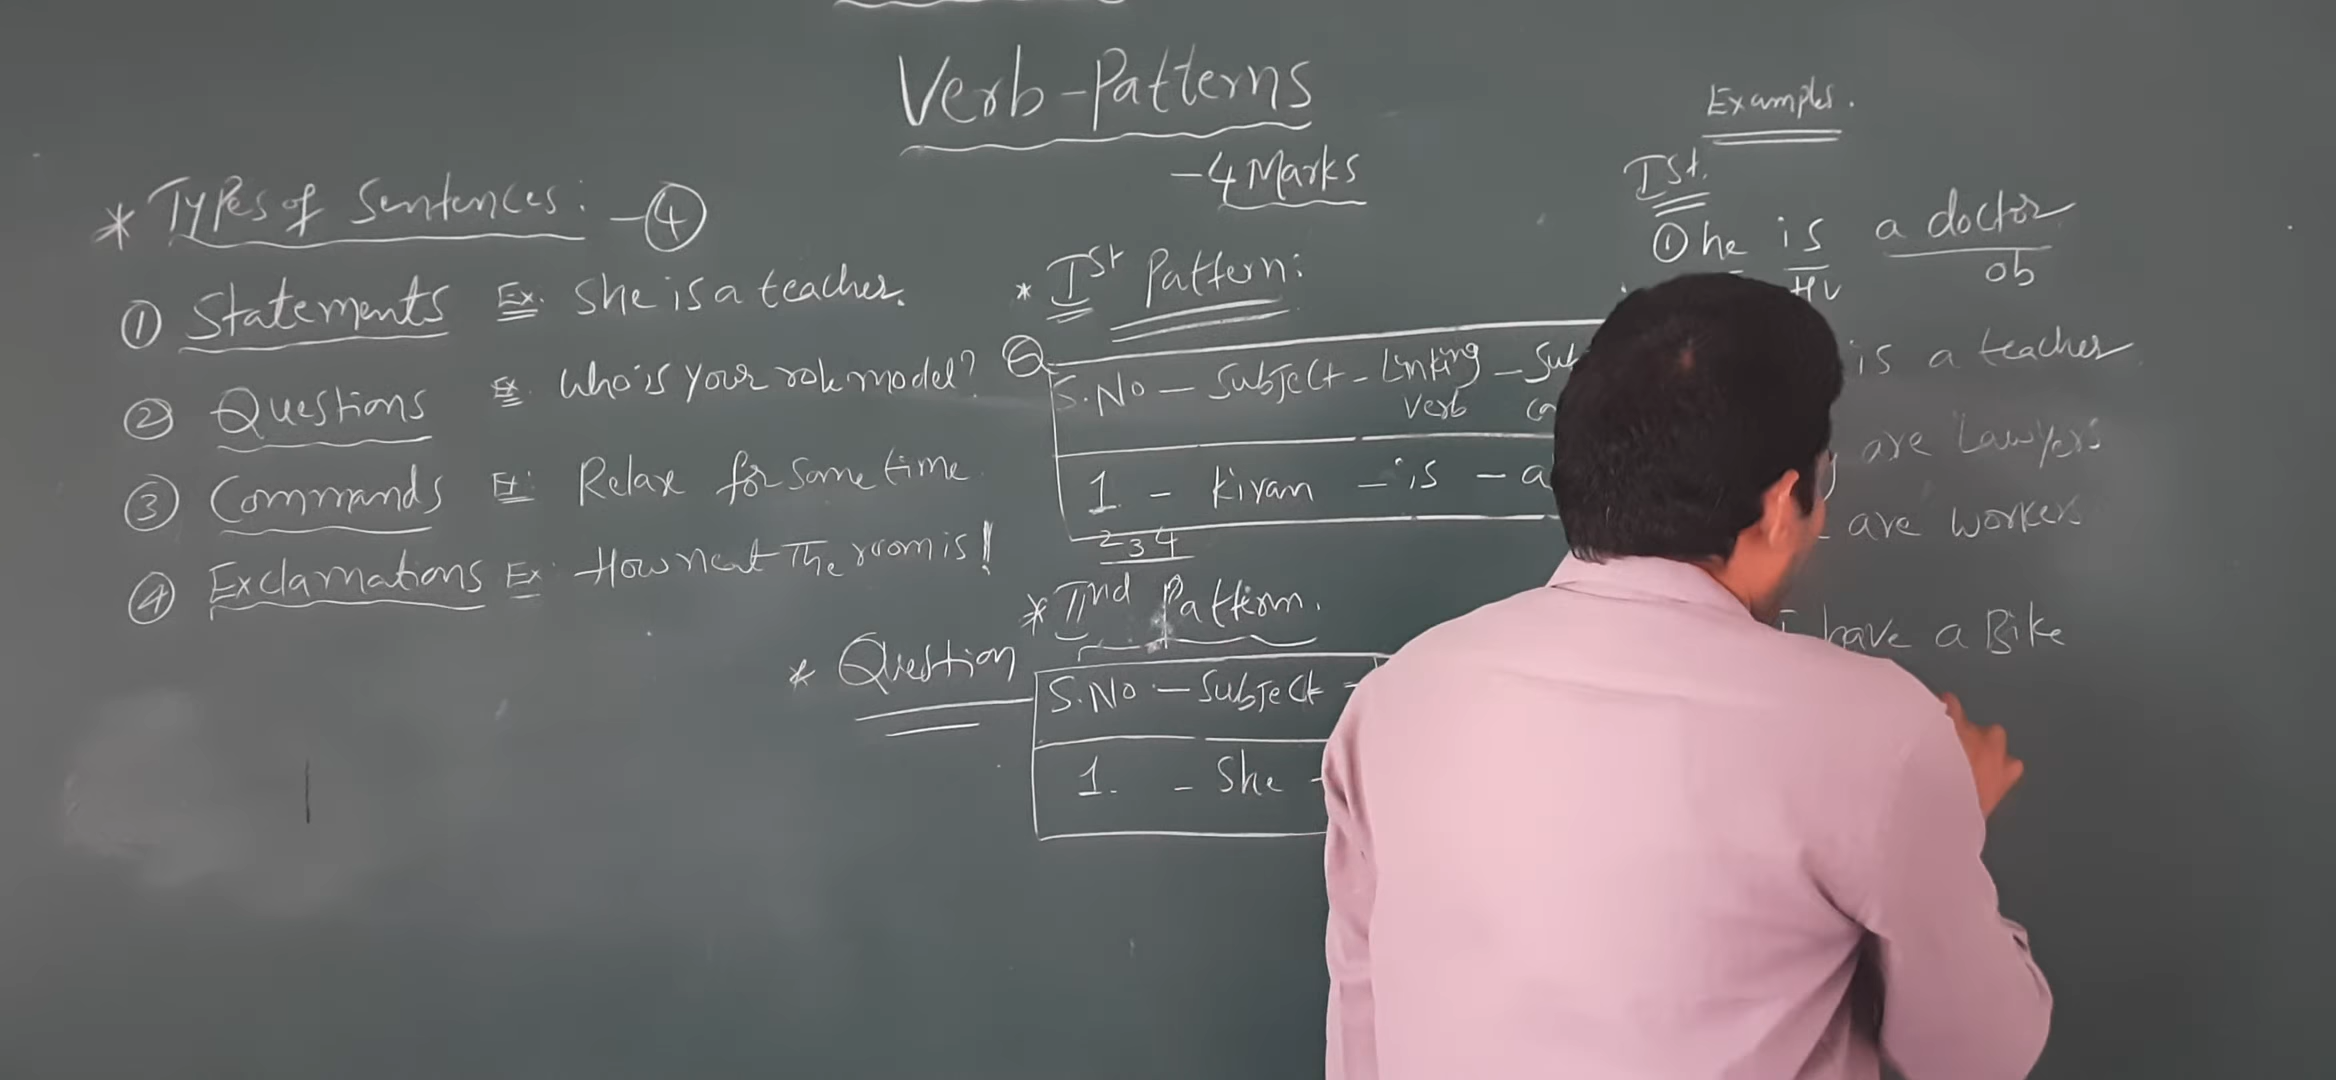 Verb-Patterns
-4 Marks
* Types of Sentences: -④
① Statements Ex. She is a teacher.
② Questions Ex. Who is your role model?
③ Commands Ex: Relax for some time
④ Exclamations Ex: How neat The room is!
* Ist Pattern:
Q
S.No - Subject - Linking Verb
1. - Kiran - is - a
2 3 4
* IInd Pattern.
* Question
S.No - Subject -
1. - She -
Examples.
Ist.
① he is a doctor
HV ob
is a teacher
are Lawyers
are workers
I have a Bike